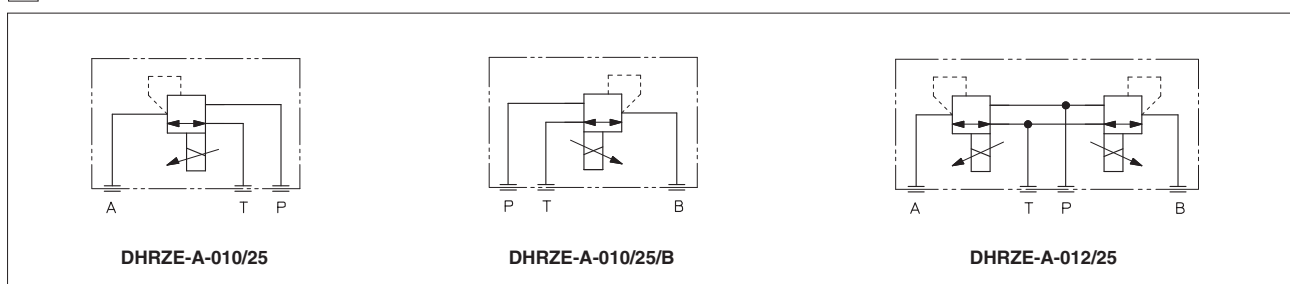 A T P
P T B
A T P B
DHRZE-A-010/25
DHRZE-A-010/25/B
DHRZE-A-012/25